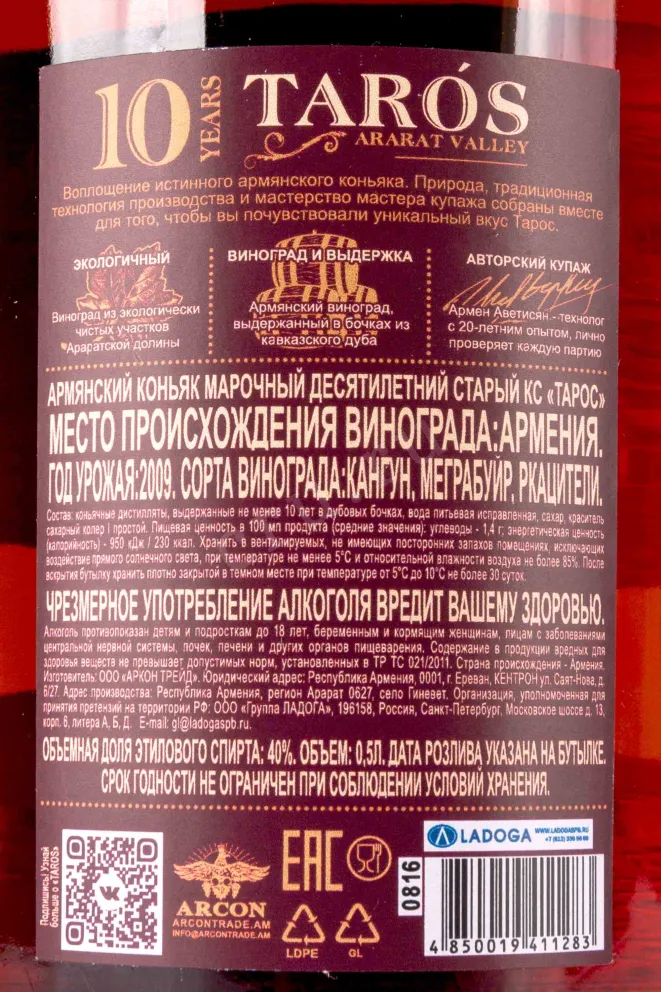 10 YEARS
TARÓS
ARARAT VALLEY
Воплощение истинного армянского коньяка. Природа, традиционная
технология производства и мастерство мастера купажа собраны вместе
для того, чтобы вы почувствовали уникальный вкус Тарос.
ЭКОЛОГИЧНЫЙ
Виноград из экологически
чистых участков
Араратской долины
ВИНОГРАД И ВЫДЕРЖКА
Армянский виноград,
выдержанный в бочках из
кавказского дуба
АВТОРСКИЙ КУПАЖ
Армен Аветисян - технолог
с 20-летним опытом, лично
проверяет каждую партию
АРМЯНСКИЙ КОНЬЯК МАРОЧНЫЙ ДЕСЯТИЛЕТНИЙ СТАРЫЙ КС «ТАРОС»
МЕСТО ПРОИСХОЖДЕНИЯ ВИНОГРАДА:АРМЕНИЯ.
ГОД УРОЖАЯ:2009. СОРТА ВИНОГРАДА:КАНГУН, МЕГРАБУЙР, РКАЦИТЕЛИ.
Состав: коньячные дистилляты, выдержанные не менее 10 лет в дубовых бочках, вода питьевая исправленная, сахар, краситель
сахарный колер I простой. Пищевая ценность в 100 мл продукта (средние значения): углеводы - 1,4 г; энергетическая ценность
(калорийность) - 950 кДж / 230 ккал. Хранить в вентилируемых, не имеющих посторонних запахов помещениях, исключающих
воздействие прямого солнечного света, при температуре не менее 5°С и относительной влажности воздуха не более 85%. После
вскрытия бутылку хранить плотно закрытой в темном месте при температуре от 5°С до 10°С не более 30 суток.
ЧРЕЗМЕРНОЕ УПОТРЕБЛЕНИЕ АЛКОГОЛЯ ВРЕДИТ ВАШЕМУ ЗДОРОВЬЮ.
Алкоголь противопоказан детям и подросткам до 18 лет, беременным и кормящим женщинам, лицам с заболеваниями
центральной нервной системы, почек, печени и других органов пищеварения. Содержание в продукции вредных для
здоровья веществ не превышает допустимых норм, установленных в ТР ТС 021/2011. Страна происхождения - Армения.
Изготовитель: ООО «АРКОН ТРЕЙД». Юридический адрес: Республика Армения, 0001, г. Ереван, КЕНТРОН ул. Саят-Нова, д.
6/27. Адрес производства: Республика Армения, регион Арарат 0627, село Гиневет. Организация, уполномоченная для
принятия претензий на территории РФ: ООО «Группа ЛАДОГА», 196158, Россия, Санкт-Петербург, Московское шоссе д. 13,
корп. 6, литера А, Б, Д. E-mail: gl@ladogaspb.ru
ОБЪЕМНАЯ ДОЛЯ ЭТИЛОВОГО СПИРТА: 40%. ОБЪЕМ: 0,5Л. ДАТА РОЗЛИВА УКАЗАНА НА БУТЫЛКЕ.
СРОК ГОДНОСТИ НЕ ОГРАНИЧЕН ПРИ СОБЛЮДЕНИИ УСЛОВИЙ ХРАНЕНИЯ.
Подпишись! Узнай
больше о «TARÓS»
ARCON
ARCONTRADE.AM
INFO@ARCONTRADE.AM
EAC
LDPE
GL
0816
LADOGA
WWW.LADOGASPB.RU
4 850019 411283